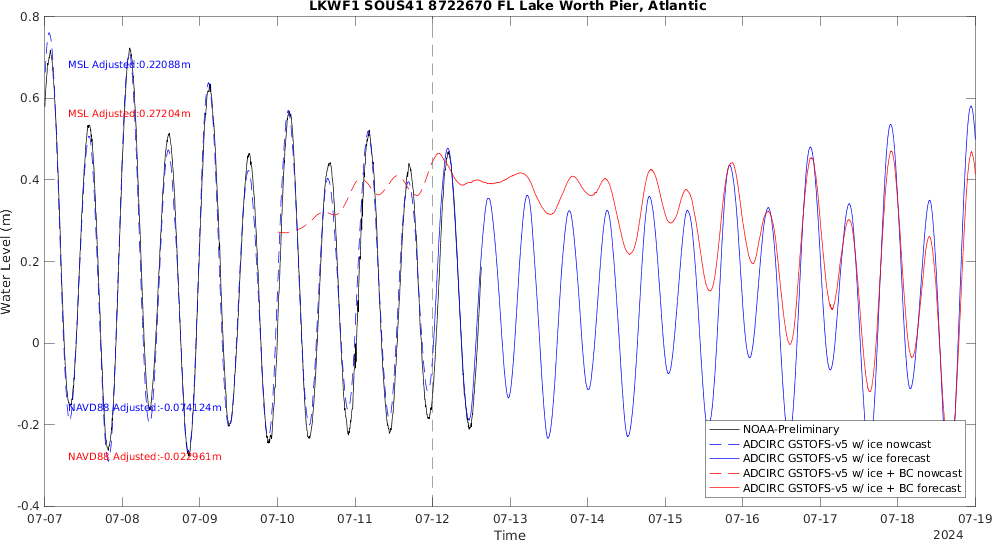 LKWF1 SOUS41 8722670 FL Lake Worth Pier, Atlantic
0.8
MSL Adjusted:0.22088m
0.6
MSL Adjusted:0.27204m
0.4
Water Level (m)
0.2
0
NAVD88 Adjusted:-0.074124m
-0.2
NOAA-Preliminary
ADCIRC GSTOFS-v5 w/ ice nowcast
NAVD88 Adjusted:-0.022961m
ADCIRC GSTOFS-v5 w/ ice forecast
ADCIRC GSTOFS-v5 w/ ice + BC nowcast
ADCIRC GSTOFS-v5 w/ ice + BC forecast
-0.4
07-07 07-08 07-09 07-10 07-11 07-12 07-13 07-14 07-15 07-16 07-17 07-18 07-19
Time
2024